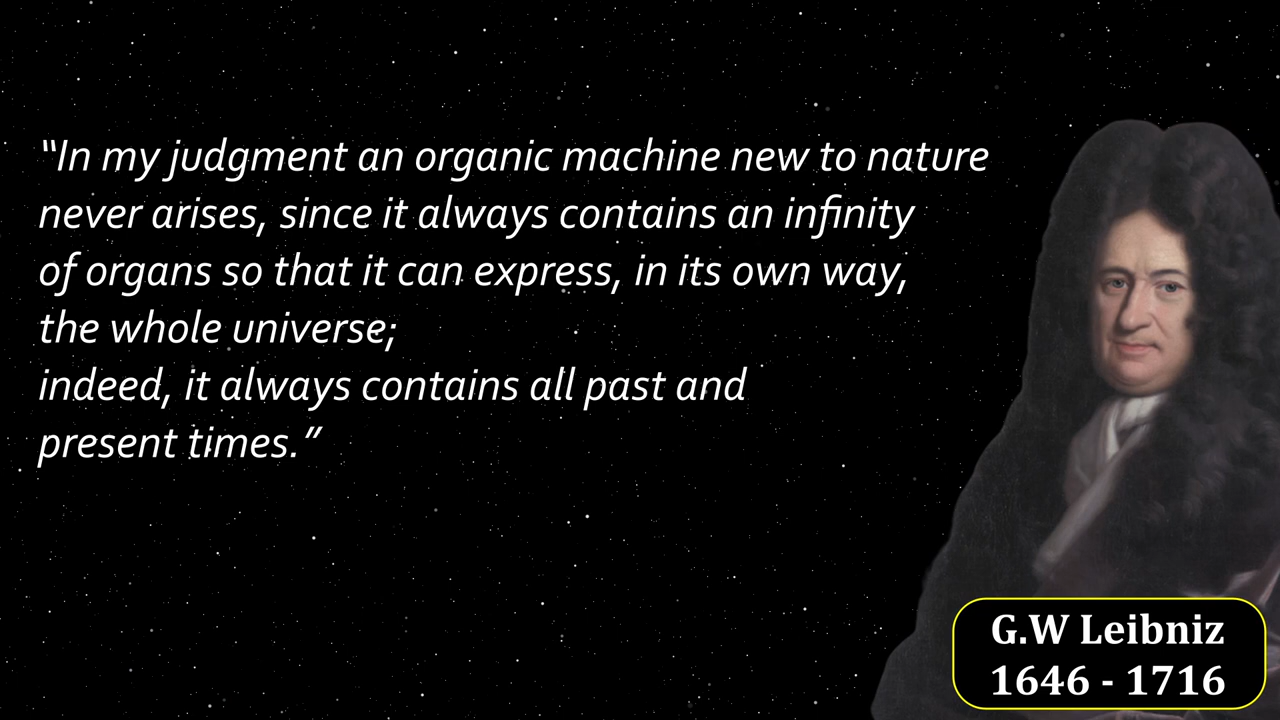 “In my judgment an organic machine new to nature
never arises, since it always contains an infinity
of organs so that it can express, in its own way,
the whole universe;
indeed, it always contains all past and
present times.”
G.W Leibniz
1646 - 1716